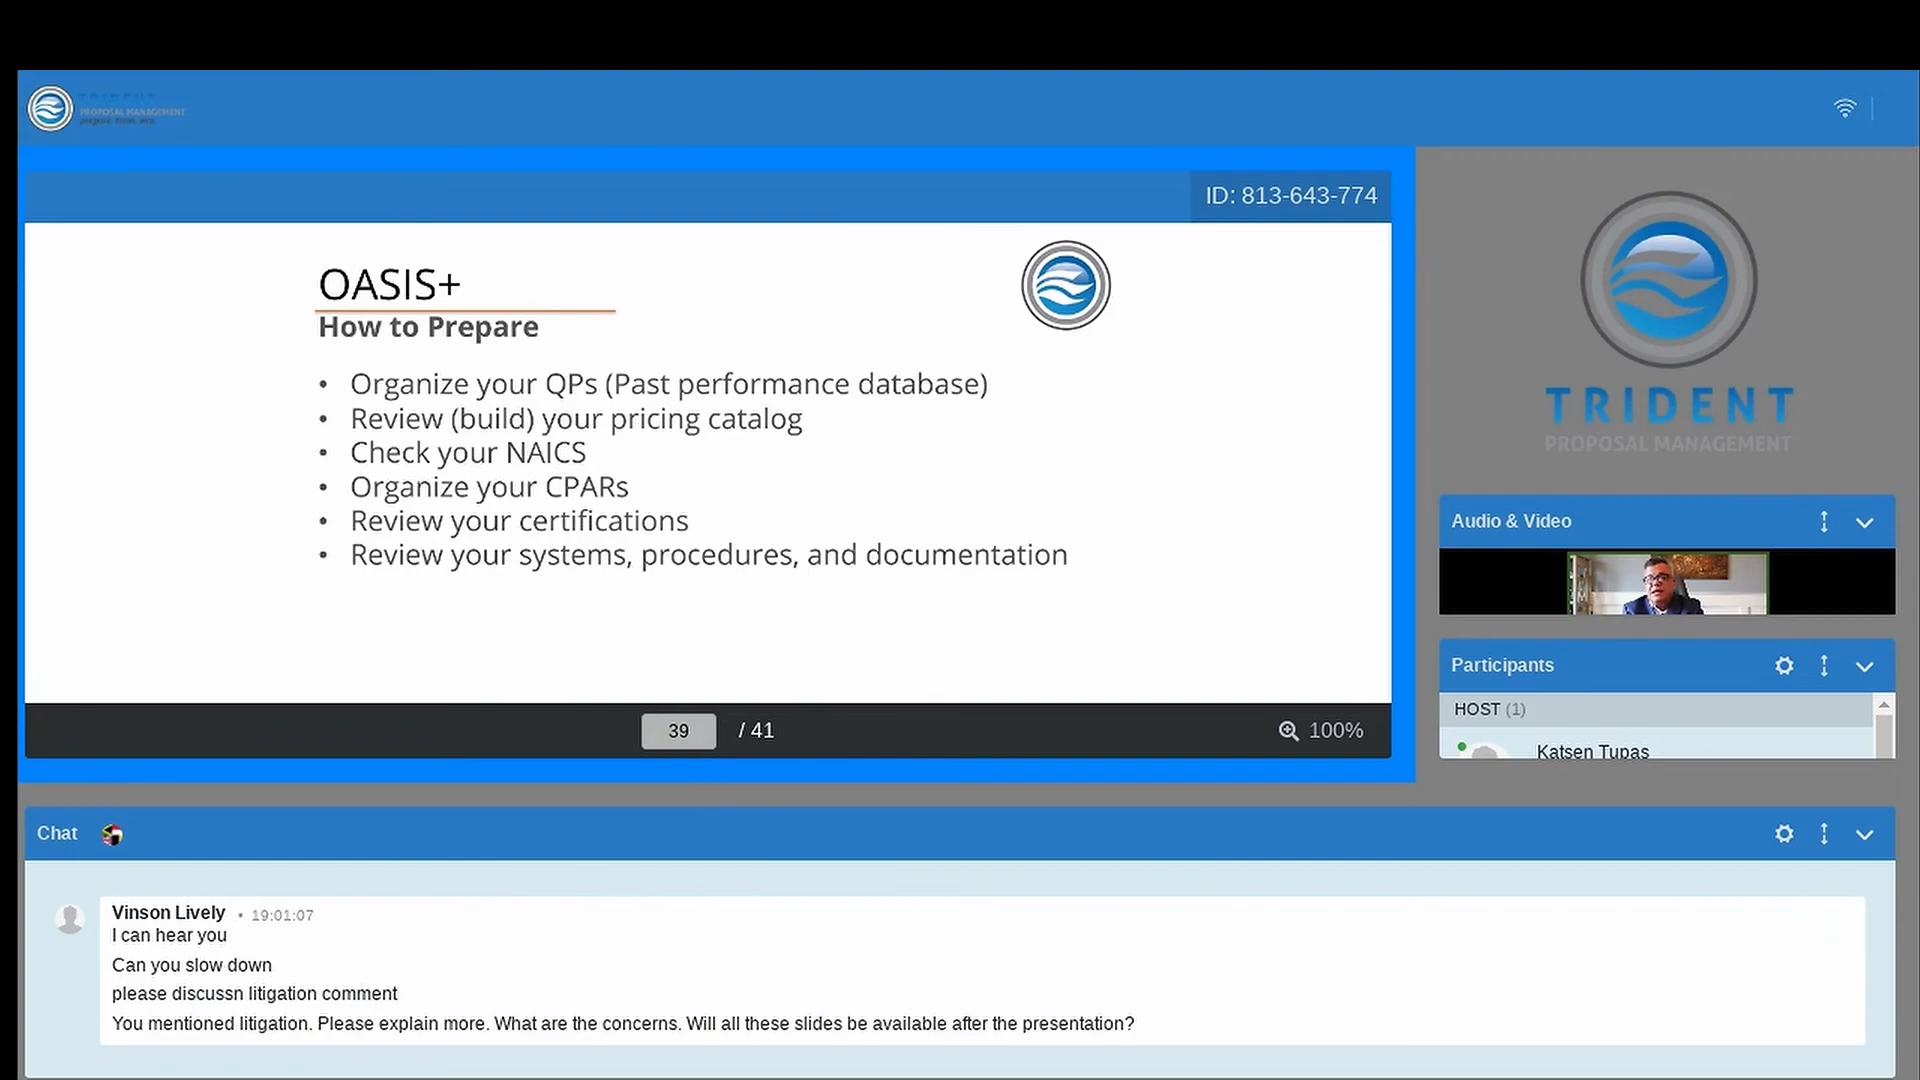 TRIDENT
PROPOSAL MANAGEMENT
ID: 813-643-774
OASIS+
How to Prepare
• Organize your QPs (Past performance database)
• Review (build) your pricing catalog
• Check your NAICS
• Organize your CPARs
• Review your certifications
• Review your systems, procedures, and documentation
39 / 41
100%
TRIDENT
PROPOSAL MANAGEMENT
Audio & Video
Participants
HOST (1)
Katsen Tupas
Chat
Vinson Lively • 19:01:07
I can hear you
Can you slow down
please discussn litigation comment
You mentioned litigation. Please explain more. What are the concerns. Will all these slides be available after the presentation?